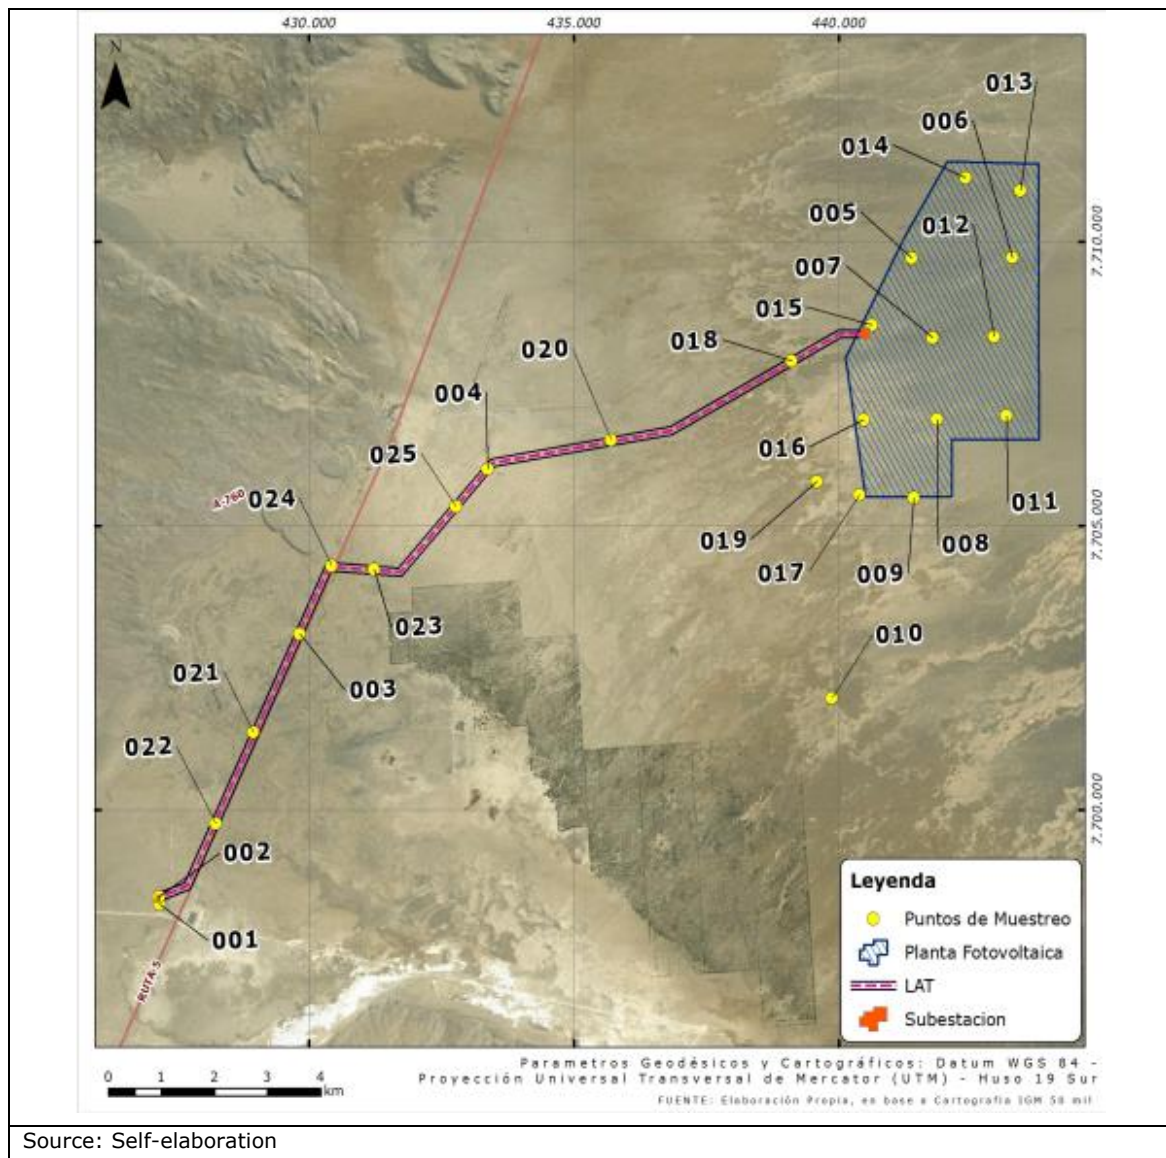 430.000 435.000 440.000
N
013
006
014
005
012
7.710.000
007
015
018
020
004
016
025
A-760
024
011
7.705.000
019
008
017
009
023
010
003
021
022
7.700.000
002
001
RUTA-5
Leyenda
Puntos de Muestreo
Planta Fotovoltaica
LAT
Subestacion
Parametros Geodésicos y Cartográficos: Datum WGS 84 -
Proyección Universal Transversal de Mercator (UTM) - Huso 19 Sur
FUENTE: Elaboración Propia, en base a Cartografia IGM 50 mil
0 1 2 3 4 km
Source: Self-elaboration